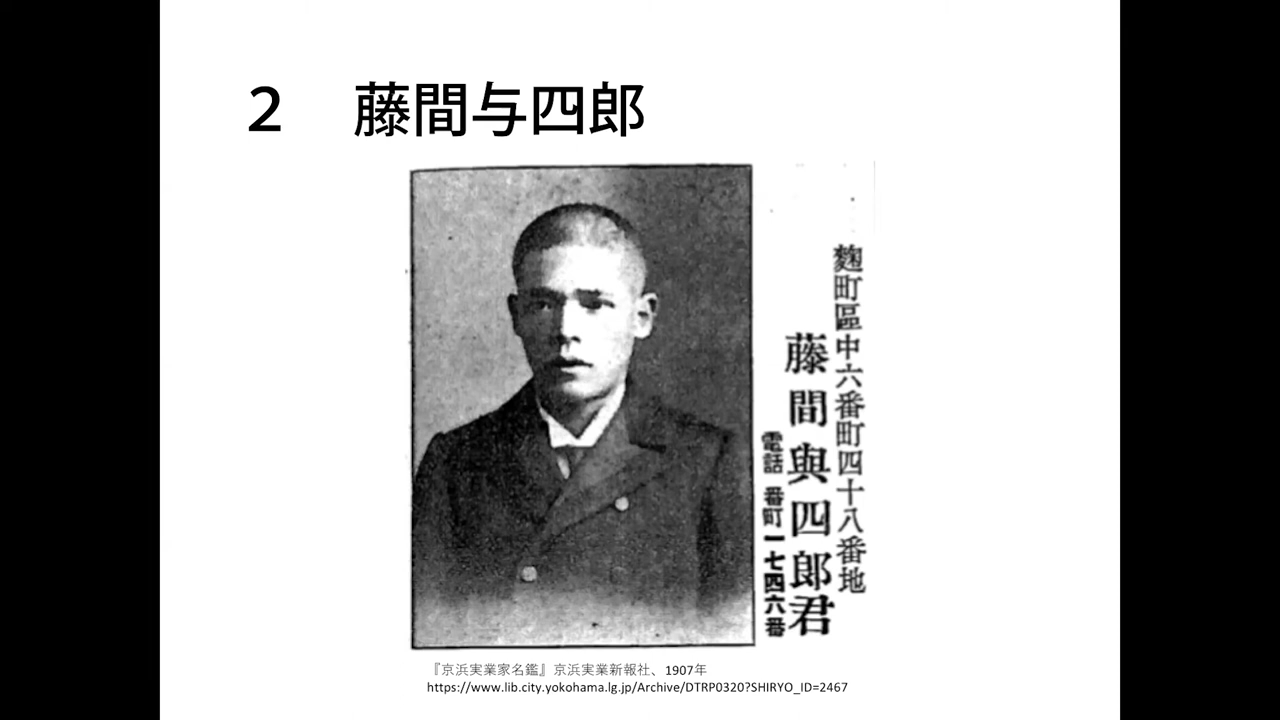 ２　藤間与四郎
麴町區中六番町四十八番地
藤間與四郎君
電話 番町一七四六番
『京浜実業家名鑑』京浜実業新報社、1907年
https://www.lib.city.yokohama.lg.jp/Archive/DTRP0320?SHIRYO_ID=2467